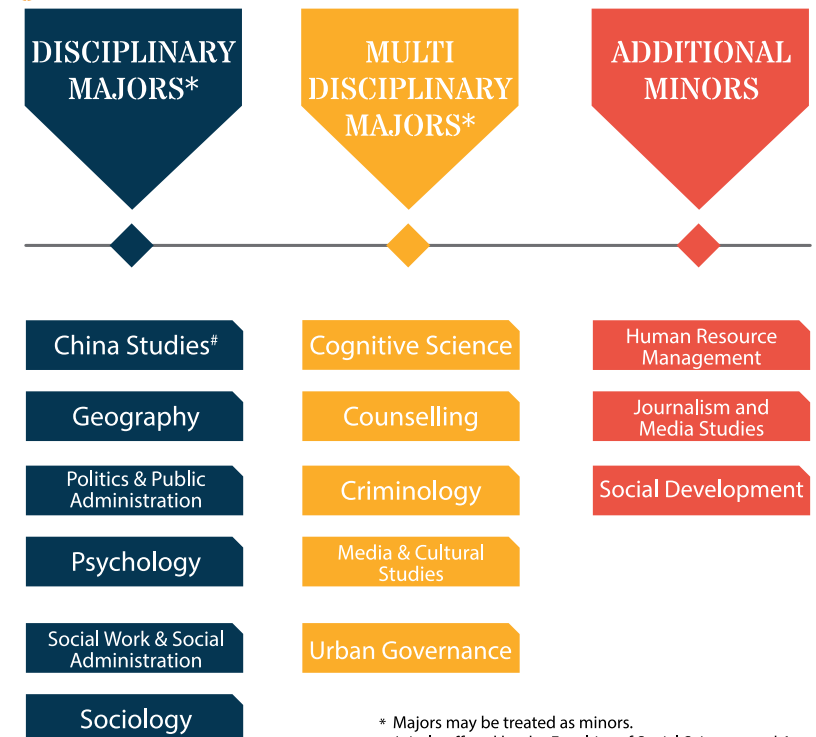 DISCIPLINARY
MAJORS*
MULTI
DISCIPLINARY
MAJORS*
ADDITIONAL
MINORS
China Studies#
Geography
Politics & Public
Administration
Psychology
Social Work & Social
Administration
Sociology
Cognitive Science
Counselling
Criminology
Media & Cultural
Studies
Urban Governance
Human Resource
Management
Journalism and
Media Studies
Social Development
* Majors may be treated as minors.